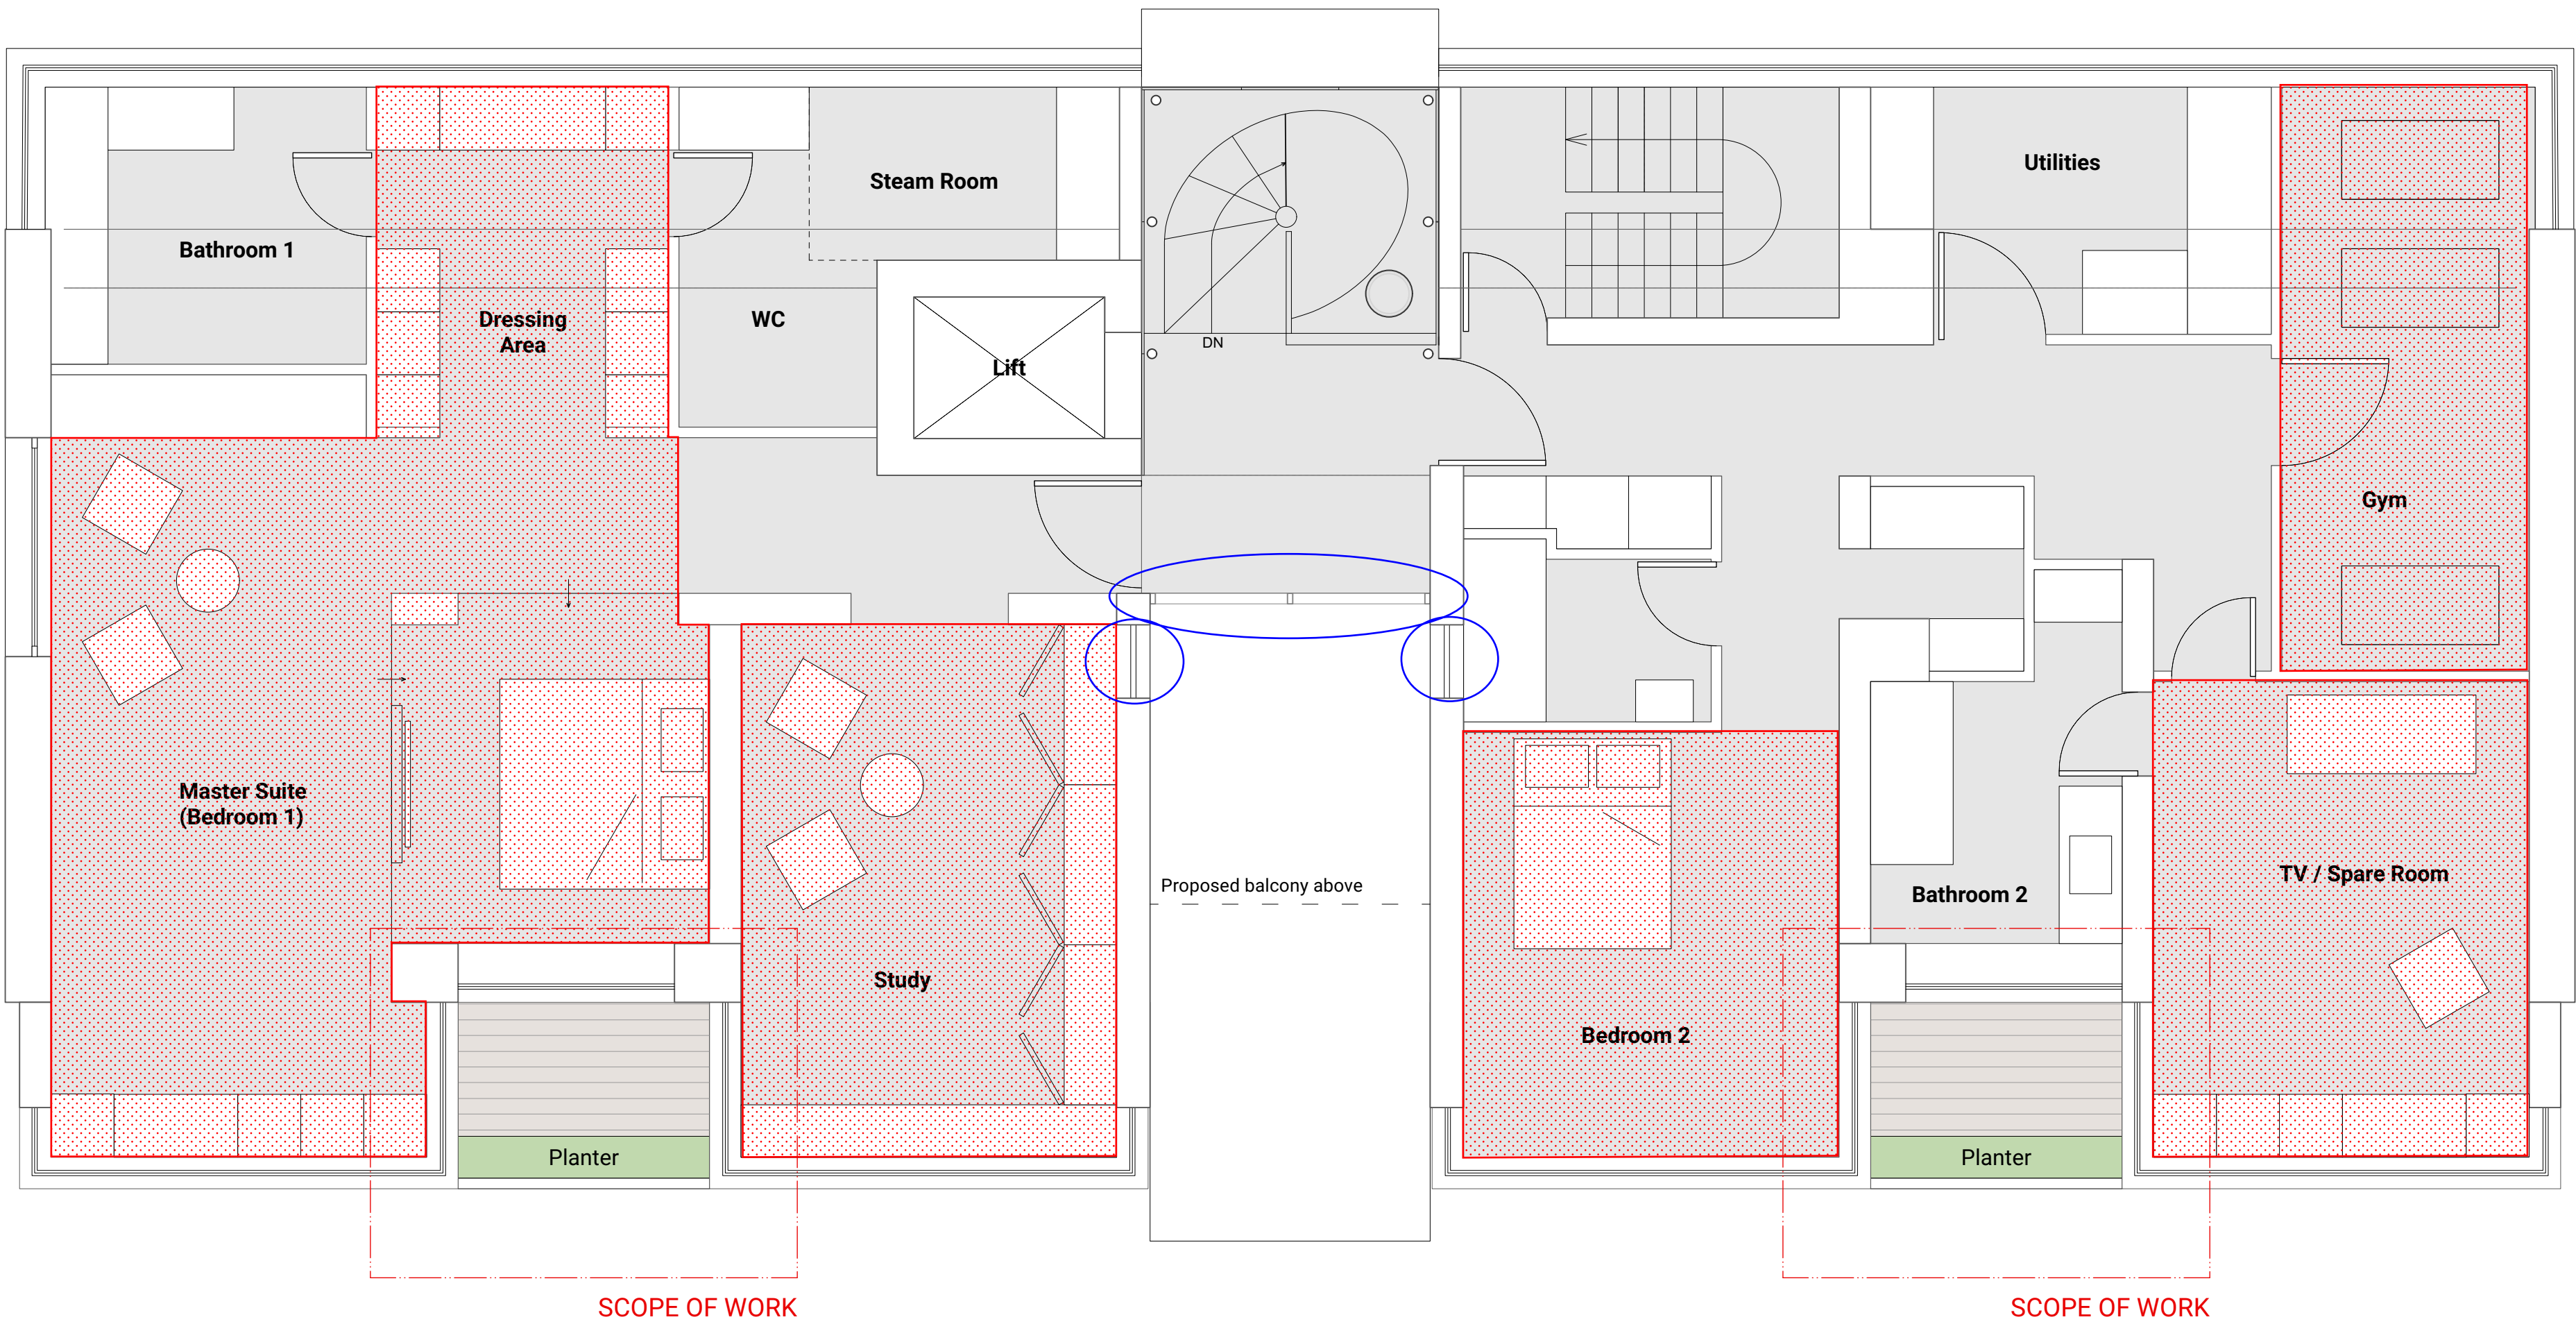 Utilities
Steam Room
Bathroom 1
Dressing
Area
WC
DN
Lift
Gym
Master Suite
(Bedroom 1)
TV / Spare Room
Proposed balcony above
Bathroom 2
Study
Bedroom 2
Planter
Planter
SCOPE OF WORK
SCOPE OF WORK